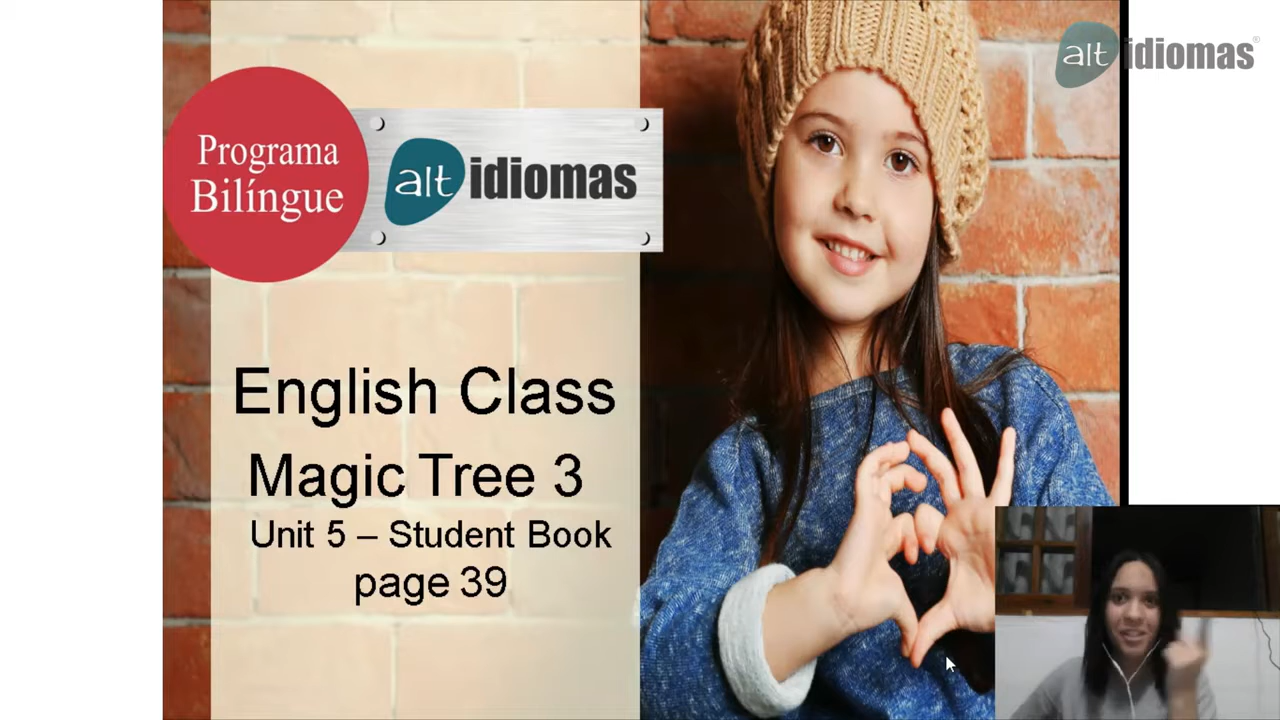 alt idiomas®
Programa
Bilíngue
alt idiomas
English Class
Magic Tree 3
Unit 5 – Student Book
page 39